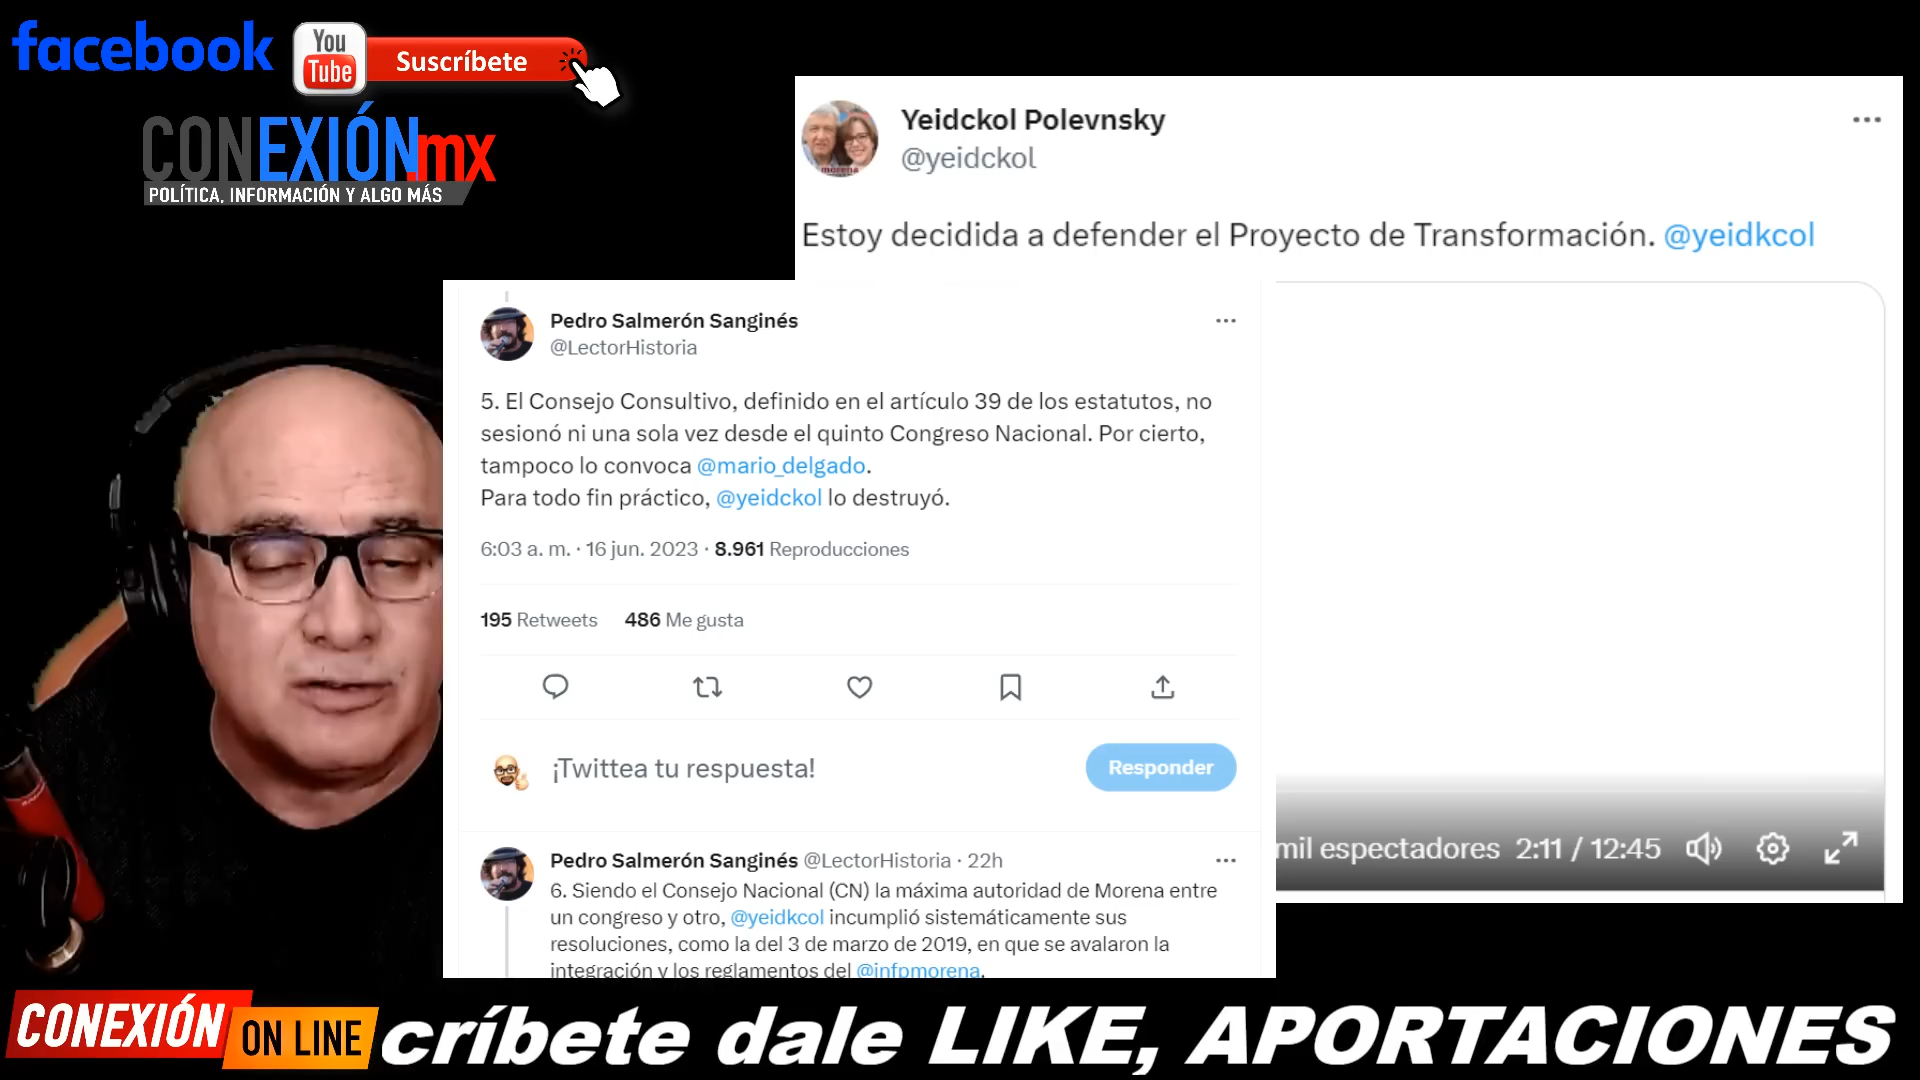 facebook
You
Tube
Suscríbete
CONEXIÓN.mx
POLÍTICA, INFORMACIÓN Y ALGO MÁS
Yeidckol Polevnsky
@yeidckol
morena
Estoy decidida a defender el Proyecto de Transformación. @yeidkcol
Pedro Salmerón Sanginés
@LectorHistoria
5. El Consejo Consultivo, definido en el artículo 39 de los estatutos, no
sesionó ni una sola vez desde el quinto Congreso Nacional. Por cierto,
tampoco lo convoca @mario_delgado.
Para todo fin práctico, @yeidckol lo destruyó.
6:03 a. m. · 16 jun. 2023 · 8.961 Reproducciones
195 Retweets 486 Me gusta
¡Twittea tu respuesta!
Responder
Pedro Salmerón Sanginés @LectorHistoria · 22h
6. Siendo el Consejo Nacional (CN) la máxima autoridad de Morena entre
un congreso y otro, @yeidkcol incumplió sistemáticamente sus
resoluciones, como la del 3 de marzo de 2019, en que se avalaron la
integración y los reglamentos del @infpmorena.
mil espectadores 2:11 / 12:45
CONEXIÓN
ON LINE
críbete dale LIKE, APORTACIONES